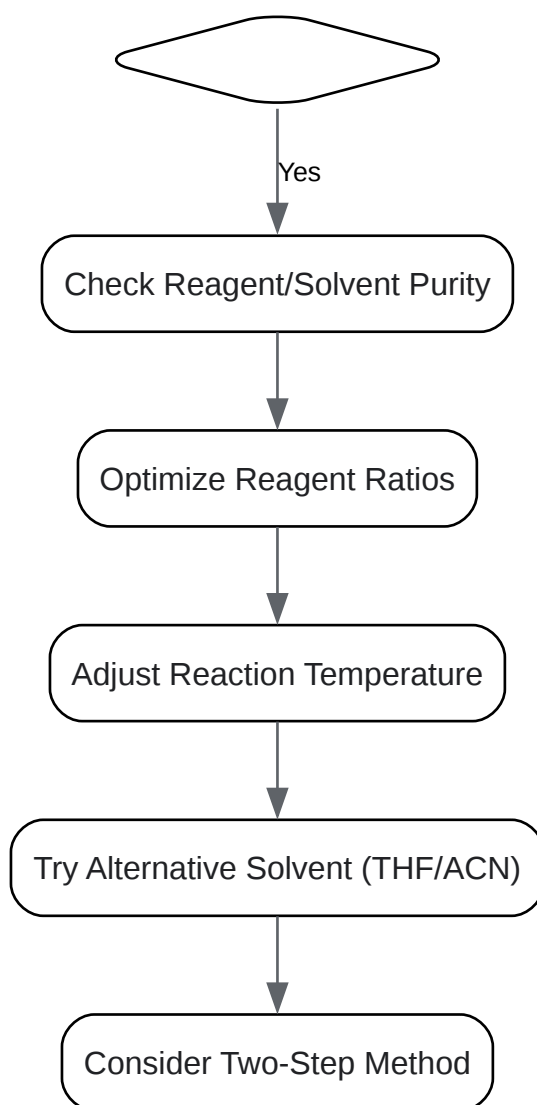 Yes
Check Reagent/Solvent Purity
Optimize Reagent Ratios
Adjust Reaction Temperature
Try Alternative Solvent (THF/ACN)
Consider Two-Step Method